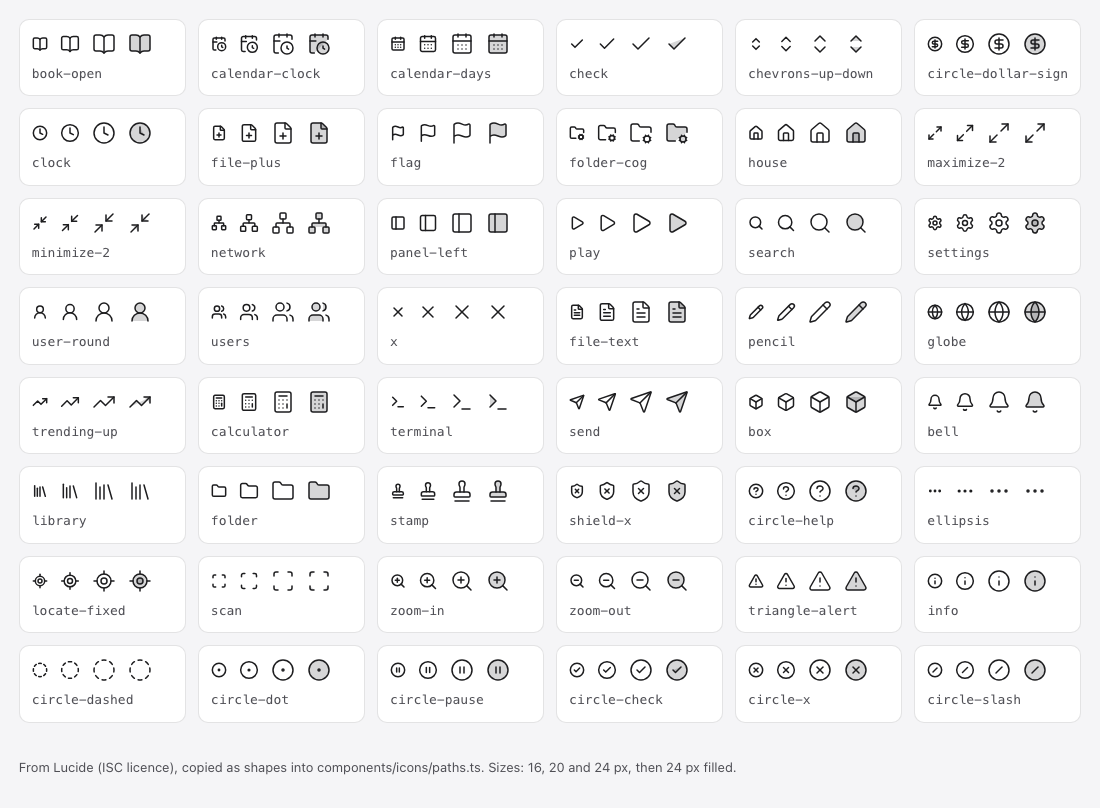 book-open
calendar-clock
calendar-days
check
chevrons-up-down
circle-dollar-sign
clock
file-plus
flag
folder-cog
house
maximize-2
minimize-2
network
panel-left
play
search
settings
user-round
users
x
file-text
pencil
globe
trending-up
calculator
terminal
send
box
bell
library
folder
stamp
shield-x
circle-help
ellipsis
locate-fixed
scan
zoom-in
zoom-out
triangle-alert
info
circle-dashed
circle-dot
circle-pause
circle-check
circle-x
circle-slash
From Lucide (ISC licence), copied as shapes into components/icons/paths.ts. Sizes: 16, 20 and 24 px, then 24 px filled.